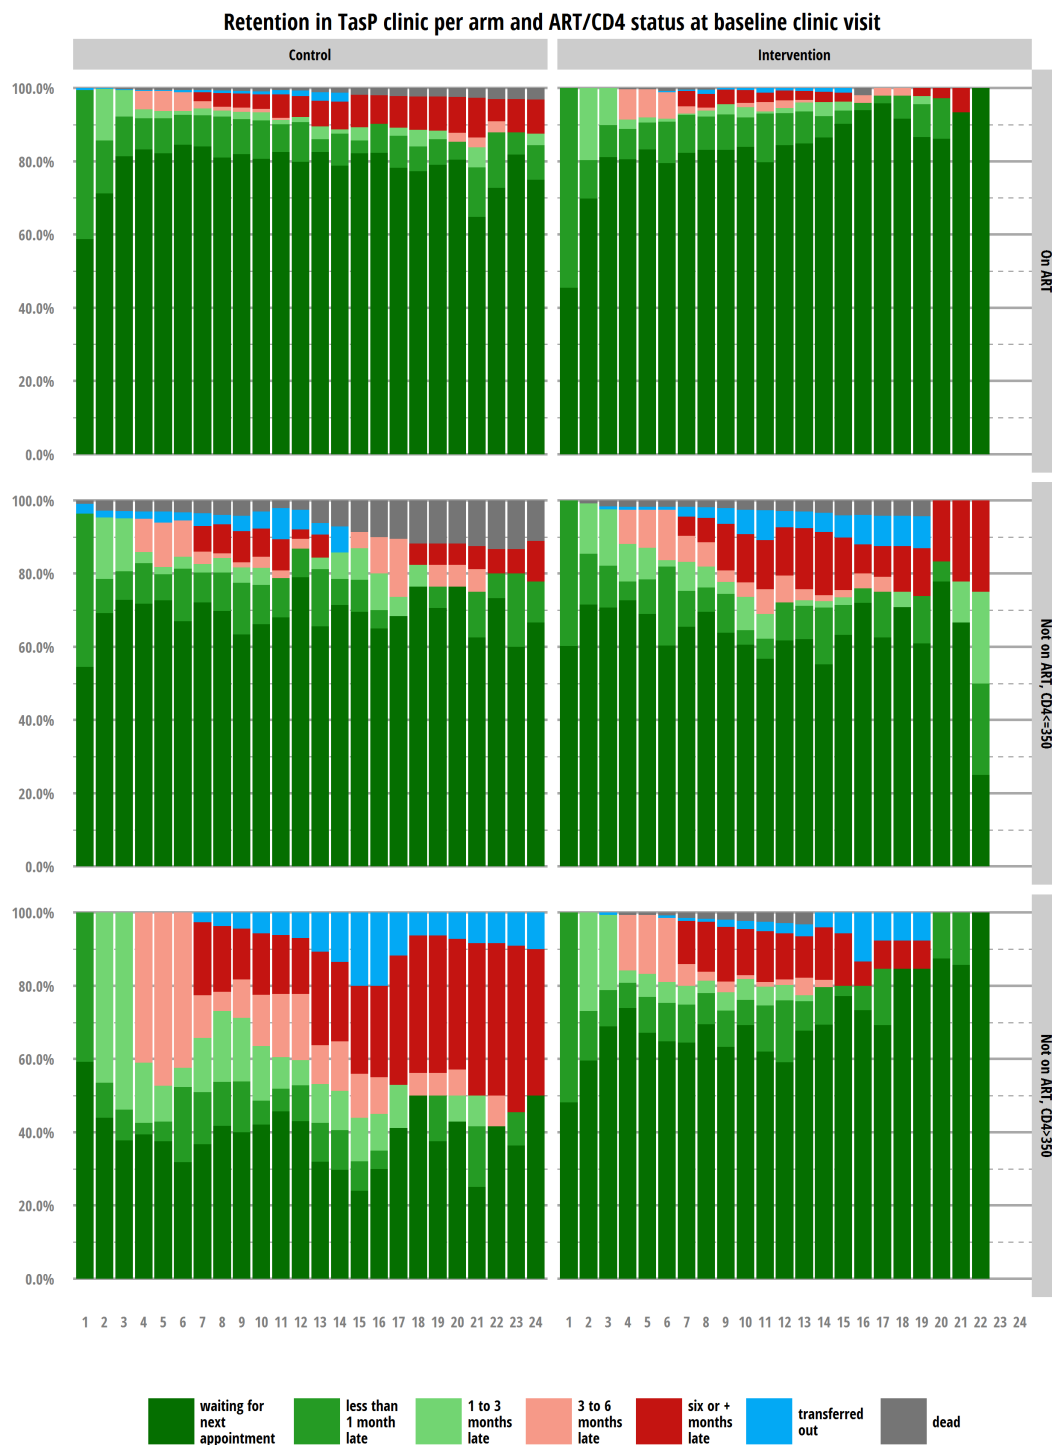 Retention in TasP clinic per arm and ART/CD4 status at baseline clinic visit
Control
Intervention
100.0%
80.0%
60.0%
40.0%
20.0%
0.0%
On ART
100.0%
80.0%
60.0%
40.0%
20.0%
0.0%
Not on ART, CD4<=350
100.0%
80.0%
60.0%
40.0%
20.0%
0.0%
Not on ART, CD4>350
1 2 3 4 5 6 7 8 9 10 11 12 13 14 15 16 17 18 19 20 21 22 23 24
1 2 3 4 5 6 7 8 9 10 11 12 13 14 15 16 17 18 19 20 21 22 23 24
waiting for
next
appointment
less than
1 month
late
1 to 3
months
late
3 to 6
months
late
six or +
months
late
transferred
out
dead